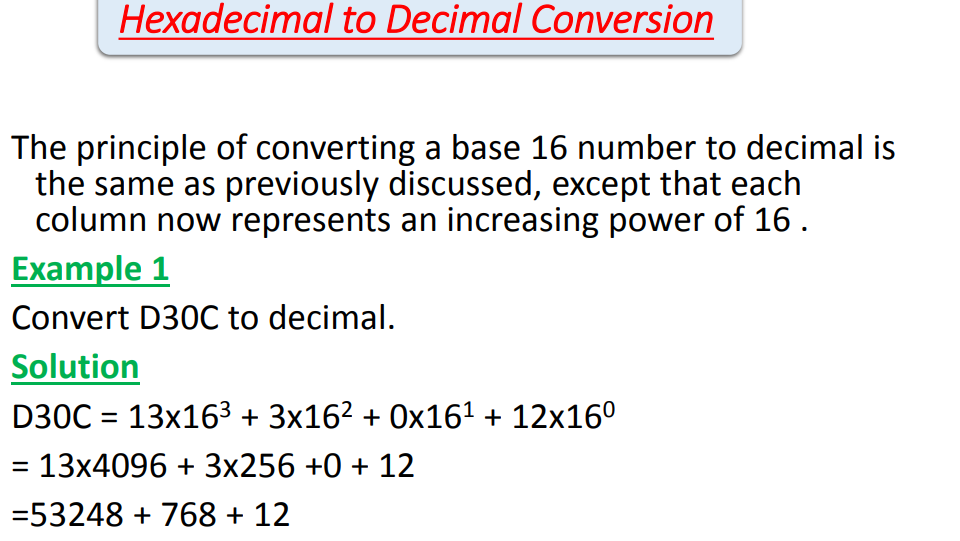 Hexadecimal to Decimal Conversion
The principle of converting a base 16 number to decimal is
the same as previously discussed, except that each
column now represents an increasing power of 16 .
Example 1
Convert D30C to decimal.
Solution
D30C = 13x16³ + 3x16² + 0x16¹ + 12x16⁰
= 13x4096 + 3x256 +0 + 12
=53248 + 768 + 12